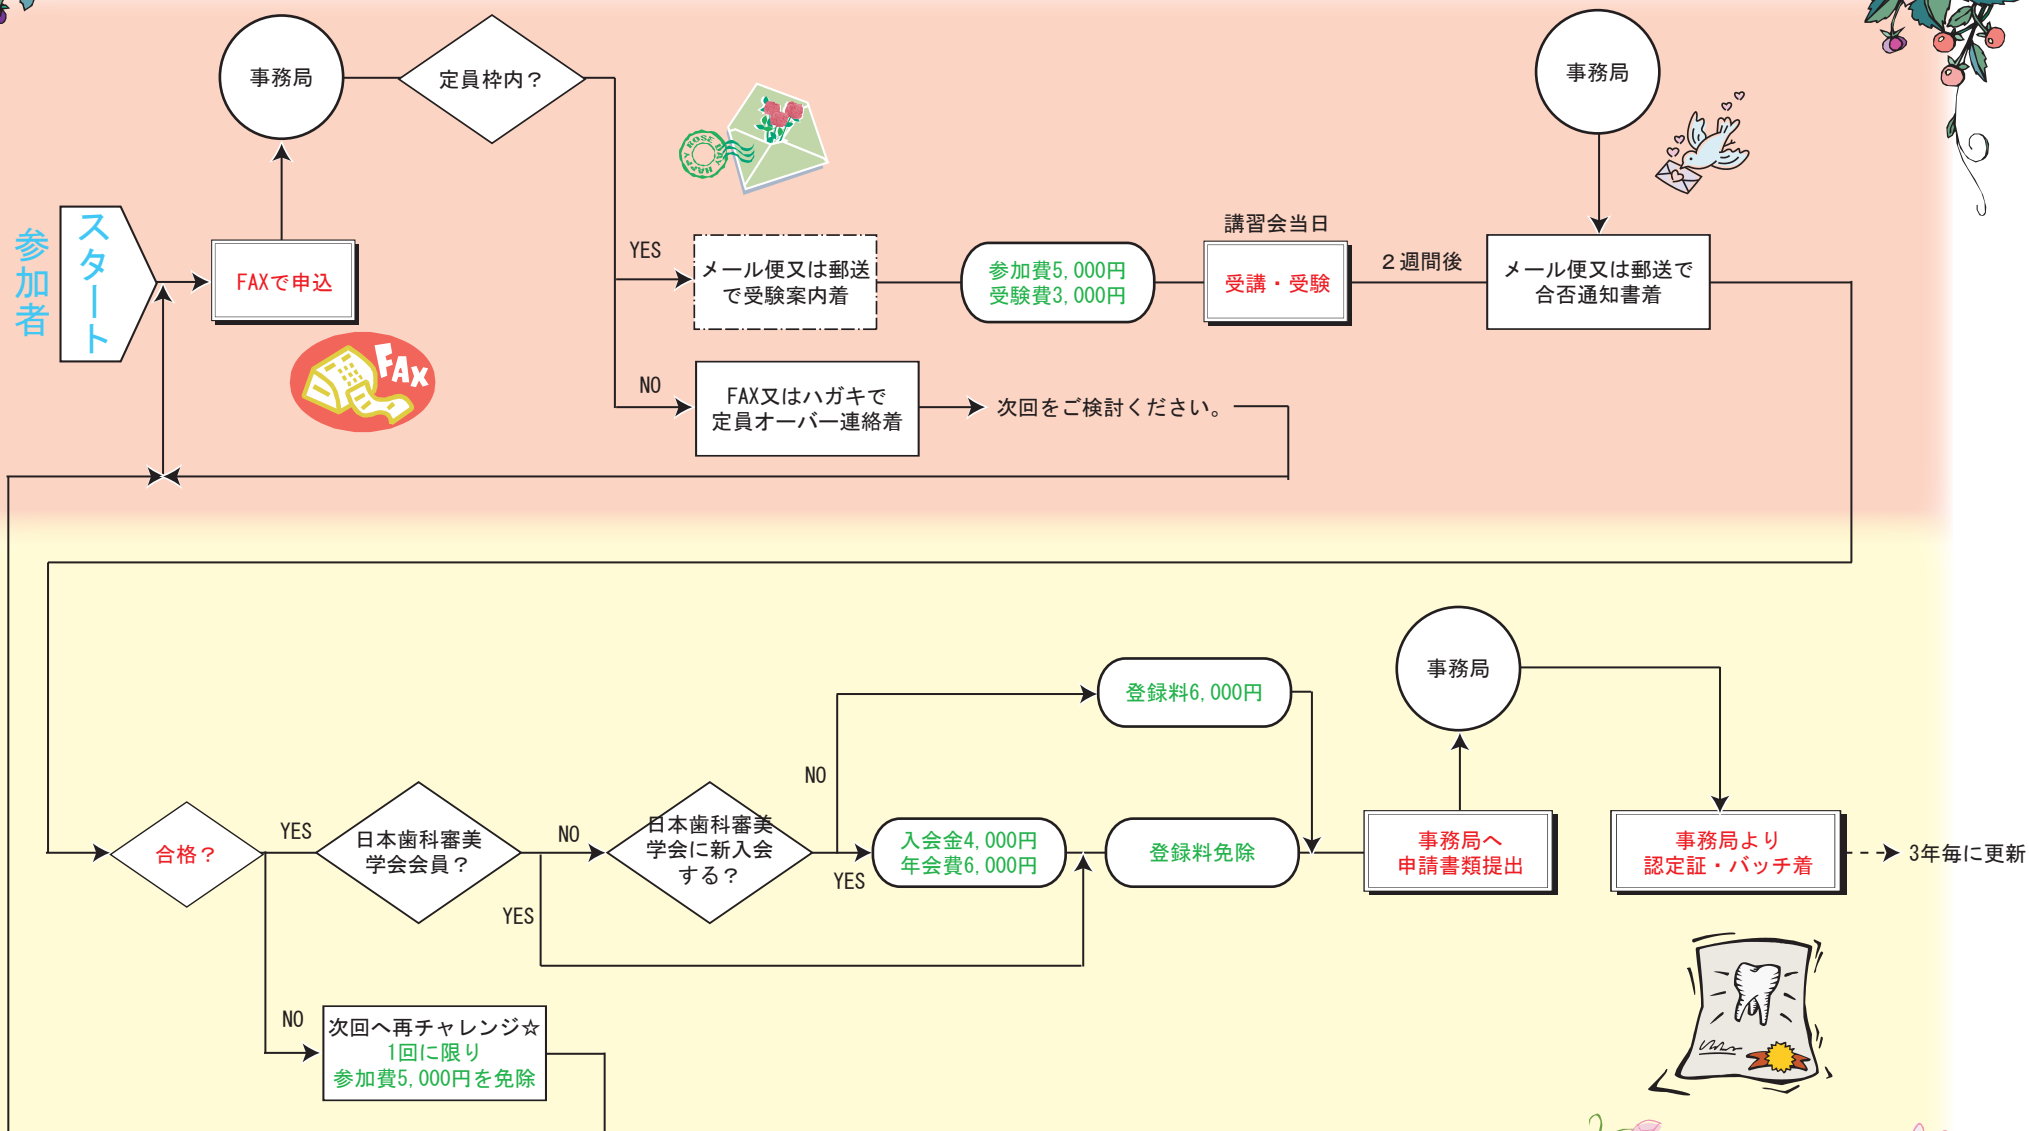 事務局
定員枠内？
事務局
HAPPY ROSE DAY
参加者
スタート
FAXで申込
FAX
YES
メール便又は郵送
で受験案内着
参加費5,000円
受験費3,000円
講習会当日
受講・受験
２週間後
メール便又は郵送で
合否通知書着
NO
FAX又はハガキで
定員オーバー連絡着
次回をご検討ください。
事務局
登録料6,000円
NO
合格？
YES
日本歯科審美
学会会員？
NO
YES
日本歯科審美
学会に新入会
する？
YES
入会金4,000円
年会費6,000円
登録料免除
事務局へ
申請書類提出
事務局より
認定証・バッチ着
3年毎に更新
NO
次回へ再チャレンジ☆
1回に限り
参加費5,000円を免除